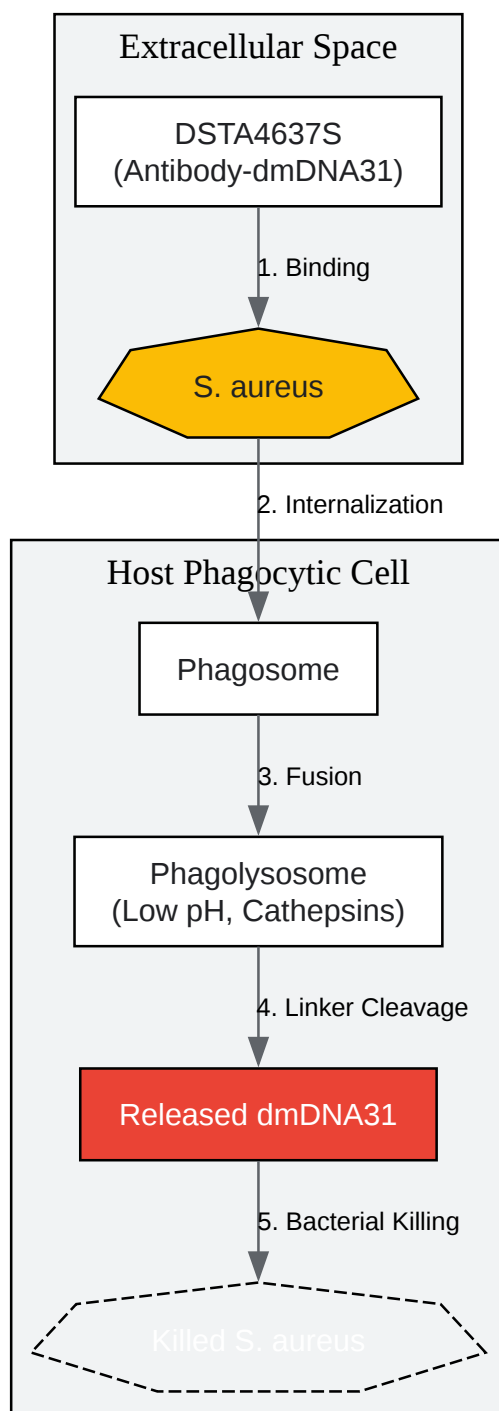 Extracellular Space
DSTA4637S
(Antibody-dmDNA31)
1. Binding
S. aureus
2. Internalization
Host Phagocytic Cell
Phagosome
3. Fusion
Phagolysosome
(Low pH, Cathepsins)
4. Linker Cleavage
Released dmDNA31
5. Bacterial Killing
Killed S. aureus